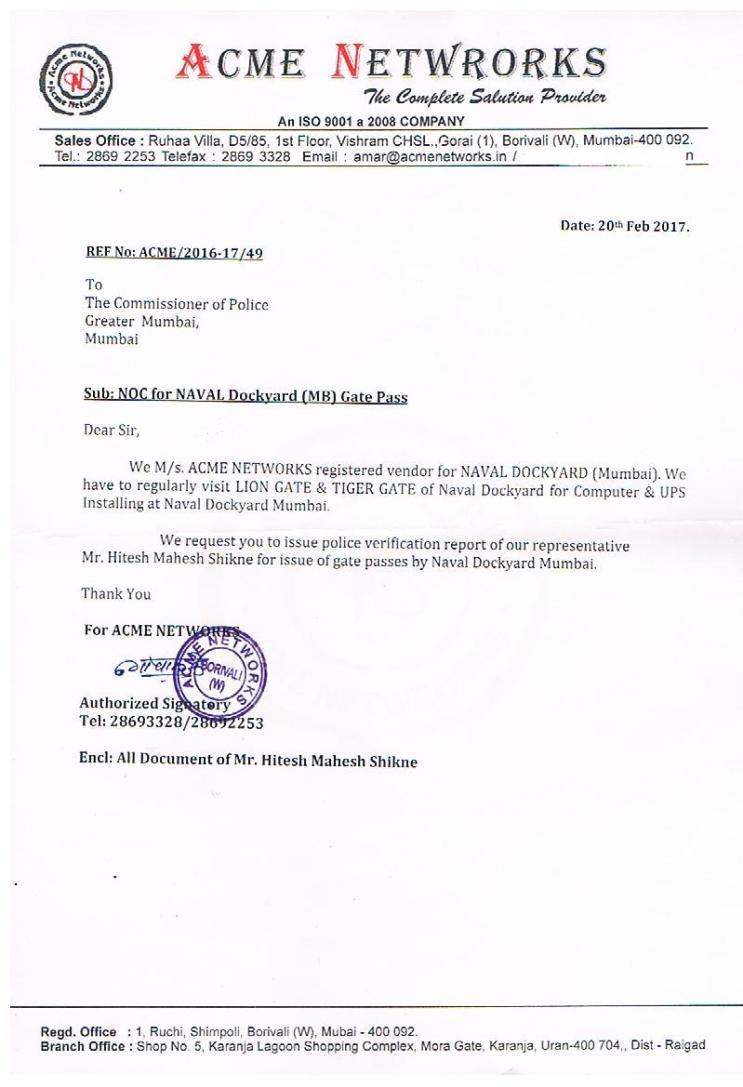 Acme Networks
Acme Networks
ACME NETWRORKS
The Complete Salution Provider
An ISO 9001 a 2008 COMPANY
Sales Office : Ruhaa Villa, D5/85, 1st Floor, Vishram CHSL.,Gorai (1), Borivali (W), Mumbai-400 092.
Tel.: 2869 2253 Telefax : 2869 3328 Email : amar@acmenetworks.in / n
Date: 20th Feb 2017.
REF No: ACME/2016-17/49
To
The Commissioner of Police
Greater Mumbai,
Mumbai
Sub: NOC for NAVAL Dockyard (MB) Gate Pass
Dear Sir,
We M/s. ACME NETWORKS registered vendor for NAVAL DOCKYARD (Mumbai). We
have to regularly visit LION GATE & TIGER GATE of Naval Dockyard for Computer & UPS
Installing at Naval Dockyard Mumbai.
We request you to issue police verification report of our representative
Mr. Hitesh Mahesh Shikne for issue of gate passes by Naval Dockyard Mumbai.
Thank You
For ACME NETWORKS
ACME NETWORKS
BORIVALI
(W)
Authorized Signatory
Tel: 28693328/28692253
Encl: All Document of Mr. Hitesh Mahesh Shikne
Regd. Office : 1, Ruchi, Shimpoli, Borivali (W), Mubai - 400 092.
Branch Office : Shop No. 5, Karanja Lagoon Shopping Complex, Mora Gate, Karanja, Uran-400 704,, Dist - Raigad